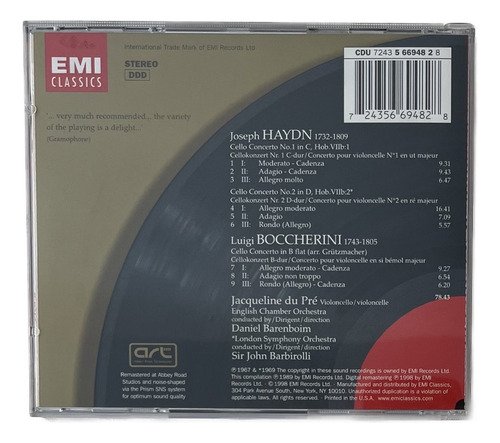 EMI
CLASSICS
International Trade Mark of EMI Records Ltd
STEREO
DDD
CDU 7243 5 66948 2 8
7 24356 69482 8
"... very much recommended... the variety
of the playing is a delight..."
(Gramophone)
Joseph HAYDN 1732-1809
Cello Concerto No.1 in C, Hob.VIIb:1
Cellokonzert Nr.1 C-dur/Concerto pour violoncelle N°1 en ut majeur
1 I: Moderato - Cadenza 9.31
2 II: Adagio - Cadenza 9.43
3 III: Allegro molto 6.47
Cello Concerto No.2 in D, Hob.VIIb:2*
Cellokonzert Nr.2 D-dur/Concerto pour violoncelle N°2 en ré majeur
4 I: Allegro moderato 16.41
5 II: Adagio 7.09
6 III: Rondo (Allegro) 5.57
Luigi BOCCHERINI 1743-1805
Cello Concerto in B flat (arr. Grützmacher)
Cellokonzert B-dur/Concerto pour violoncelle en si bémol majeur
7 I: Allegro moderato - Cadenza 9.27
8 II: Adagio non troppo 6.54
9 III: Rondo (Allegro) - Cadenza 6.20
78.43
Jacqueline du Pré Violoncello/violoncelle
English Chamber Orchestra
conducted by/Dirigent/direction
Daniel Barenboim
*London Symphony Orchestra
conducted by/Dirigent/direction
Sir John Barbirolli
art
Remastered at Abbey Road
Studios and noise-shaped
via the Prism SNS system
for optimum sound quality
℗ 1967 & *1969 The copyright in these sound recordings is owned by EMI Records Ltd.
This compilation ℗ 1989 by EMI Records Ltd. Digital remastering ℗ 1998 by EMI
Records Ltd. © 1998 EMI Records Ltd. Manufactured and distributed by EMI Classics,
304 Park Avenue South, New York, NY 10010. Unauthorized duplication is a violation
of applicable laws. Printed in the U.S.A. www.emiclassics.com